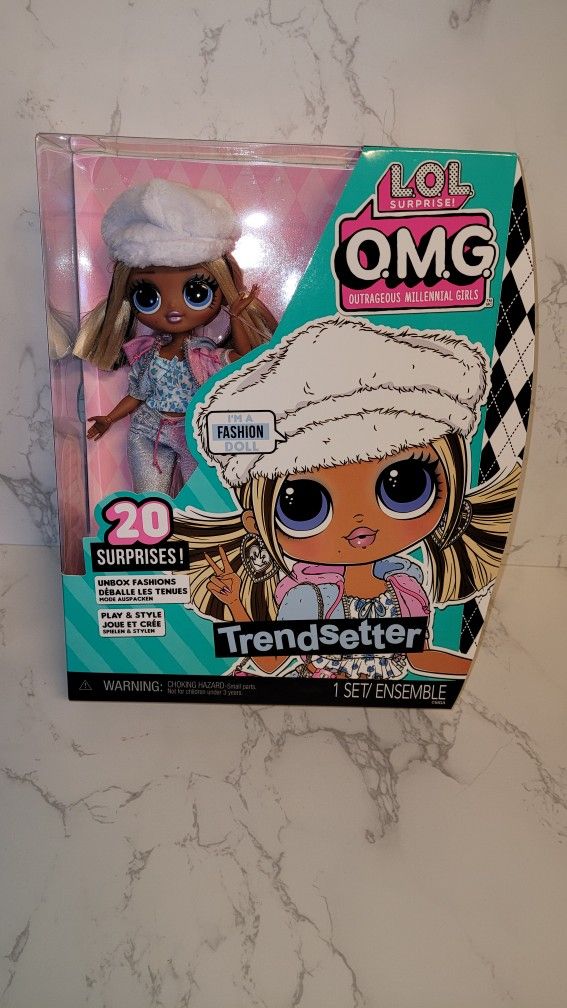 L.O.L.
SURPRISE!
O.M.G.
OUTRAGEOUS MILLENNIAL GIRLS
I'M A
FASHION
DOLL
20
SURPRISES!
UNBOX FASHIONS
DÉBALLE LES TENUES
MODE AUSPACKEN
PLAY & STYLE
JOUE ET CRÉE
SPIELEN & STYLEN
Trendsetter
WARNING: CHOKING HAZARD-Small parts.
Not for children under 3 years.
1 SET/ ENSEMBLE